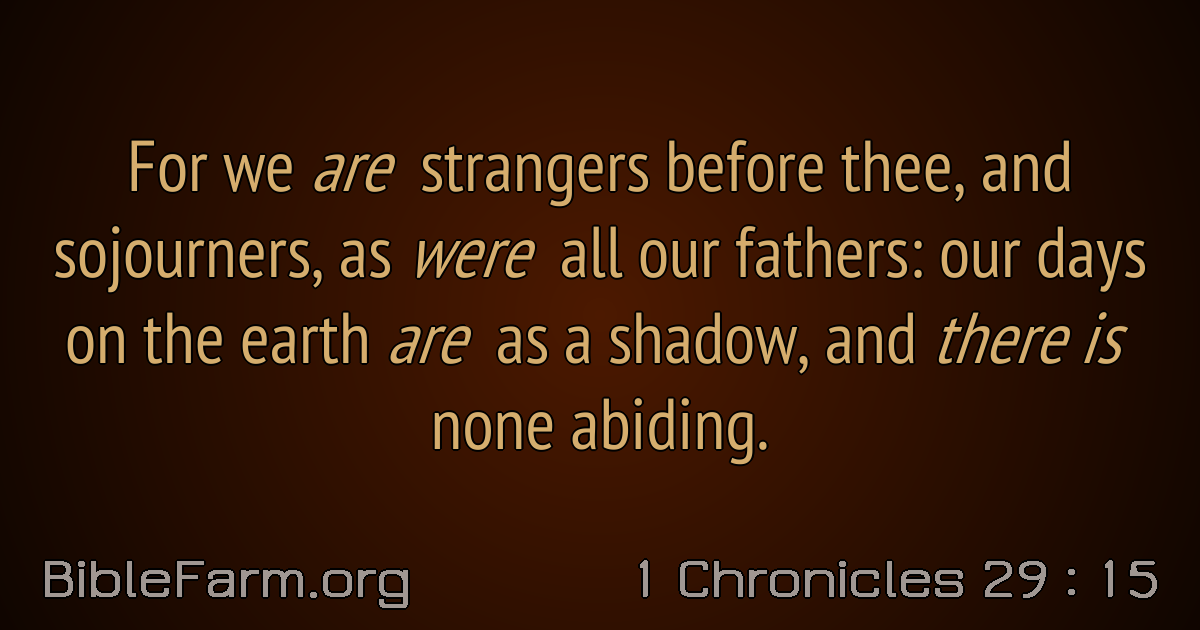 For we are strangers before thee, and
sojourners, as were all our fathers: our days
on the earth are as a shadow, and there is
none abiding.
BibleFarm.org
1 Chronicles 29 : 15